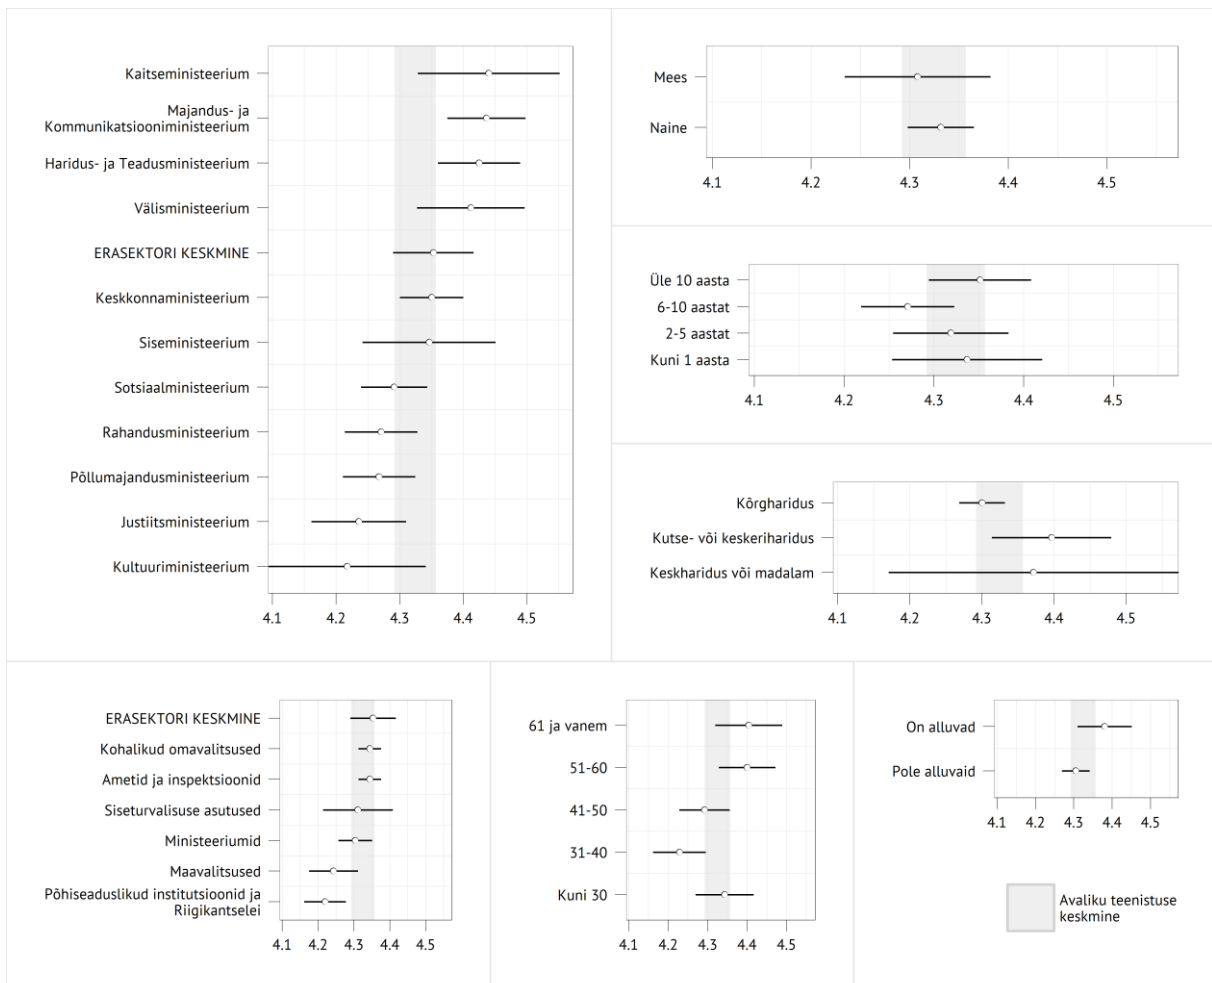 Kaitseministeerium
Majandus- ja
Kommunikatsiooniministeerium
Haridus- ja Teadusministeerium
Välisministeerium
ERASEKTORI KESKMINE
Keskkonnaministeerium
Siseministeerium
Sotsiaalministeerium
Rahandusministeerium
Põllumajandusministeerium
Justiitsministeerium
Kultuuriministeerium
4.1 4.2 4.3 4.4 4.5
Mees
Naine
4.1 4.2 4.3 4.4 4.5
Üle 10 aasta
6-10 aastat
2-5 aastat
Kuni 1 aasta
4.1 4.2 4.3 4.4 4.5
Kõrgharidus
Kutse- või keskeriharidus
Keskharidus või madalam
4.1 4.2 4.3 4.4 4.5
ERASEKTORI KESKMINE
Kohalikud omavalitsused
Ametid ja inspektsioonid
Siseturvalisuse asutused
Ministeeriumid
Maavalitsused
Põhiseaduslikud institutsioonid ja
Riigikantselei
4.1 4.2 4.3 4.4 4.5
61 ja vanem
51-60
41-50
31-40
Kuni 30
4.1 4.2 4.3 4.4 4.5
On alluvad
Pole alluvaid
4.1 4.2 4.3 4.4 4.5
Avaliku teenistuse
keskmine